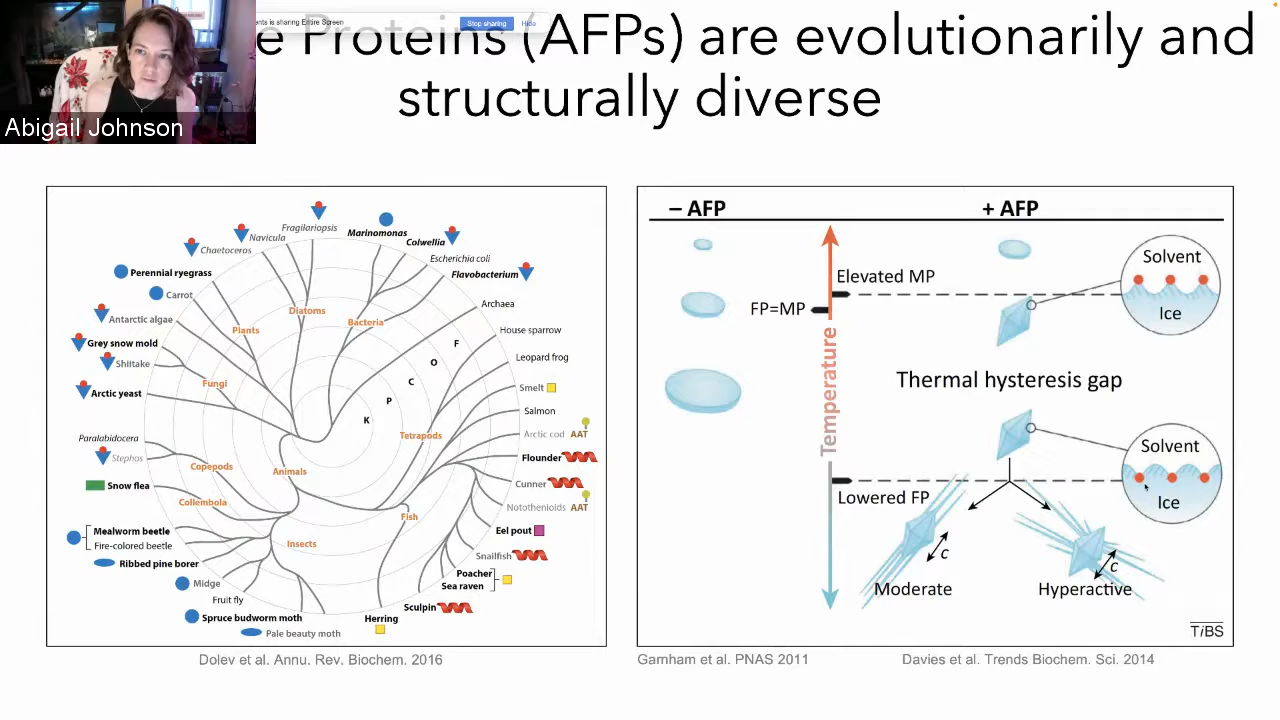 ents is sharing Entire Screen
Stop sharing
Hide
e Proteins (AFPs) are evolutionarily and
structurally diverse
Abigail Johnson
Fragilariopsis
Navicula
Chaetoceros
Marinomonas
Colwellia
Escherichia coli
Flavobacterium
Perennial ryegrass
Carrot
Archaea
Antarctic algae
Diatoms
Bacteria
Plants
House sparrow
Grey snow mold
Shiitake
F
O
C
P
K
Leopard frog
Fungi
Smelt
Arctic yeast
Salmon
Tetrapods
Arctic cod AAT
Paralabidocera
Stephos
Flounder
Copepods
Animals
Cunner
Snow flea
Collembola
Notothenioids AAT
Fish
Eel pout
Mealworm beetle
Fire-colored beetle
Insects
Snailfish
Ribbed pine borer
Poacher
Sea raven
Midge
Fruit fly
Sculpin
Spruce budworm moth
Herring
Pale beauty moth
Dolev et al. Annu. Rev. Biochem. 2016
– AFP
+ AFP
Elevated MP
FP=MP
Solvent
Ice
Temperature
Thermal hysteresis gap
Lowered FP
Solvent
Ice
c
c
Moderate
Hyperactive
TiBS
Garnham et al. PNAS 2011
Davies et al. Trends Biochem. Sci. 2014